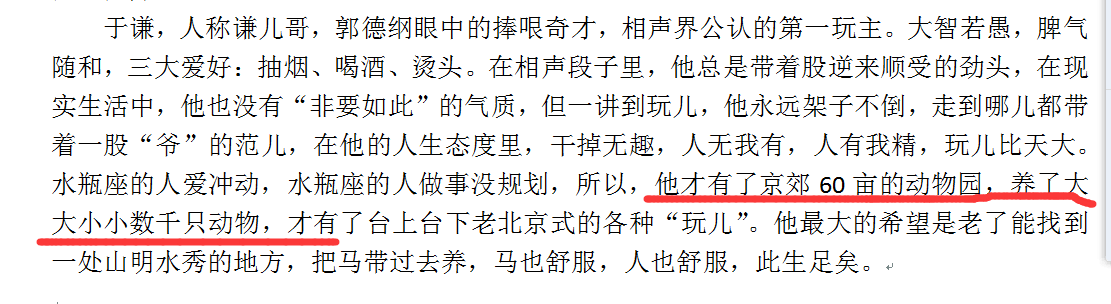 于谦，人称谦儿哥，郭德纲眼中的捧哏奇才，相声界公认的第一玩主。大智若愚，脾气
随和，三大爱好：抽烟、喝酒、烫头。在相声段子里，他总是带着股逆来顺受的劲头，在现
实生活中，他也没有“非要如此”的气质，但一讲到玩儿，他永远架子不倒，走到哪儿都带
着一股“爷”的范儿，在他的人生态度里，干掉无趣，人无我有，人有我精，玩儿比天大。
水瓶座的人爱冲动，水瓶座的人做事没规划，所以，他才有了京郊 60 亩的动物园，养了大
大小小数千只动物，才有了台上台下老北京式的各种“玩儿”。他最大的希望是老了能找到
一处山明水秀的地方，把马带过去养，马也舒服，人也舒服，此生足矣。